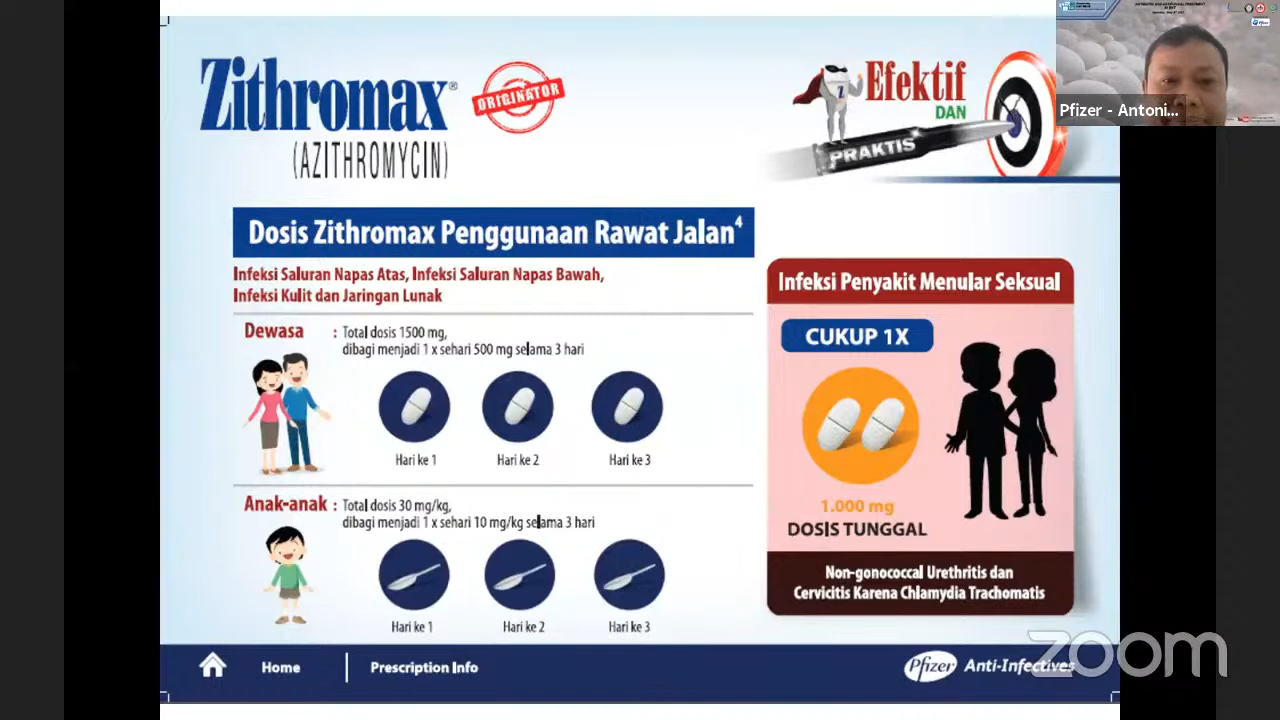 Zithromax®
(AZITHROMYCIN)
ORIGINATOR
Z
Efektif
DAN
PRAKTIS
Pfizer - Antoni...
Dosis Zithromax Penggunaan Rawat Jalan4
Infeksi Saluran Napas Atas, Infeksi Saluran Napas Bawah,
Infeksi Kulit dan Jaringan Lunak
Dewasa : Total dosis 1500 mg,
dibagi menjadi 1 x sehari 500 mg selama 3 hari
Hari ke 1 Hari ke 2 Hari ke 3
Anak-anak : Total dosis 30 mg/kg,
dibagi menjadi 1 x sehari 10 mg/kg selama 3 hari
Hari ke 1 Hari ke 2 Hari ke 3
Infeksi Penyakit Menular Seksual
CUKUP 1X
1.000 mg
DOSIS TUNGGAL
Non-gonococcal Urethritis dan
Cervicitis Karena Chlamydia Trachomatis
Home Prescription Info
Pfizer Anti-Infectives
zoom